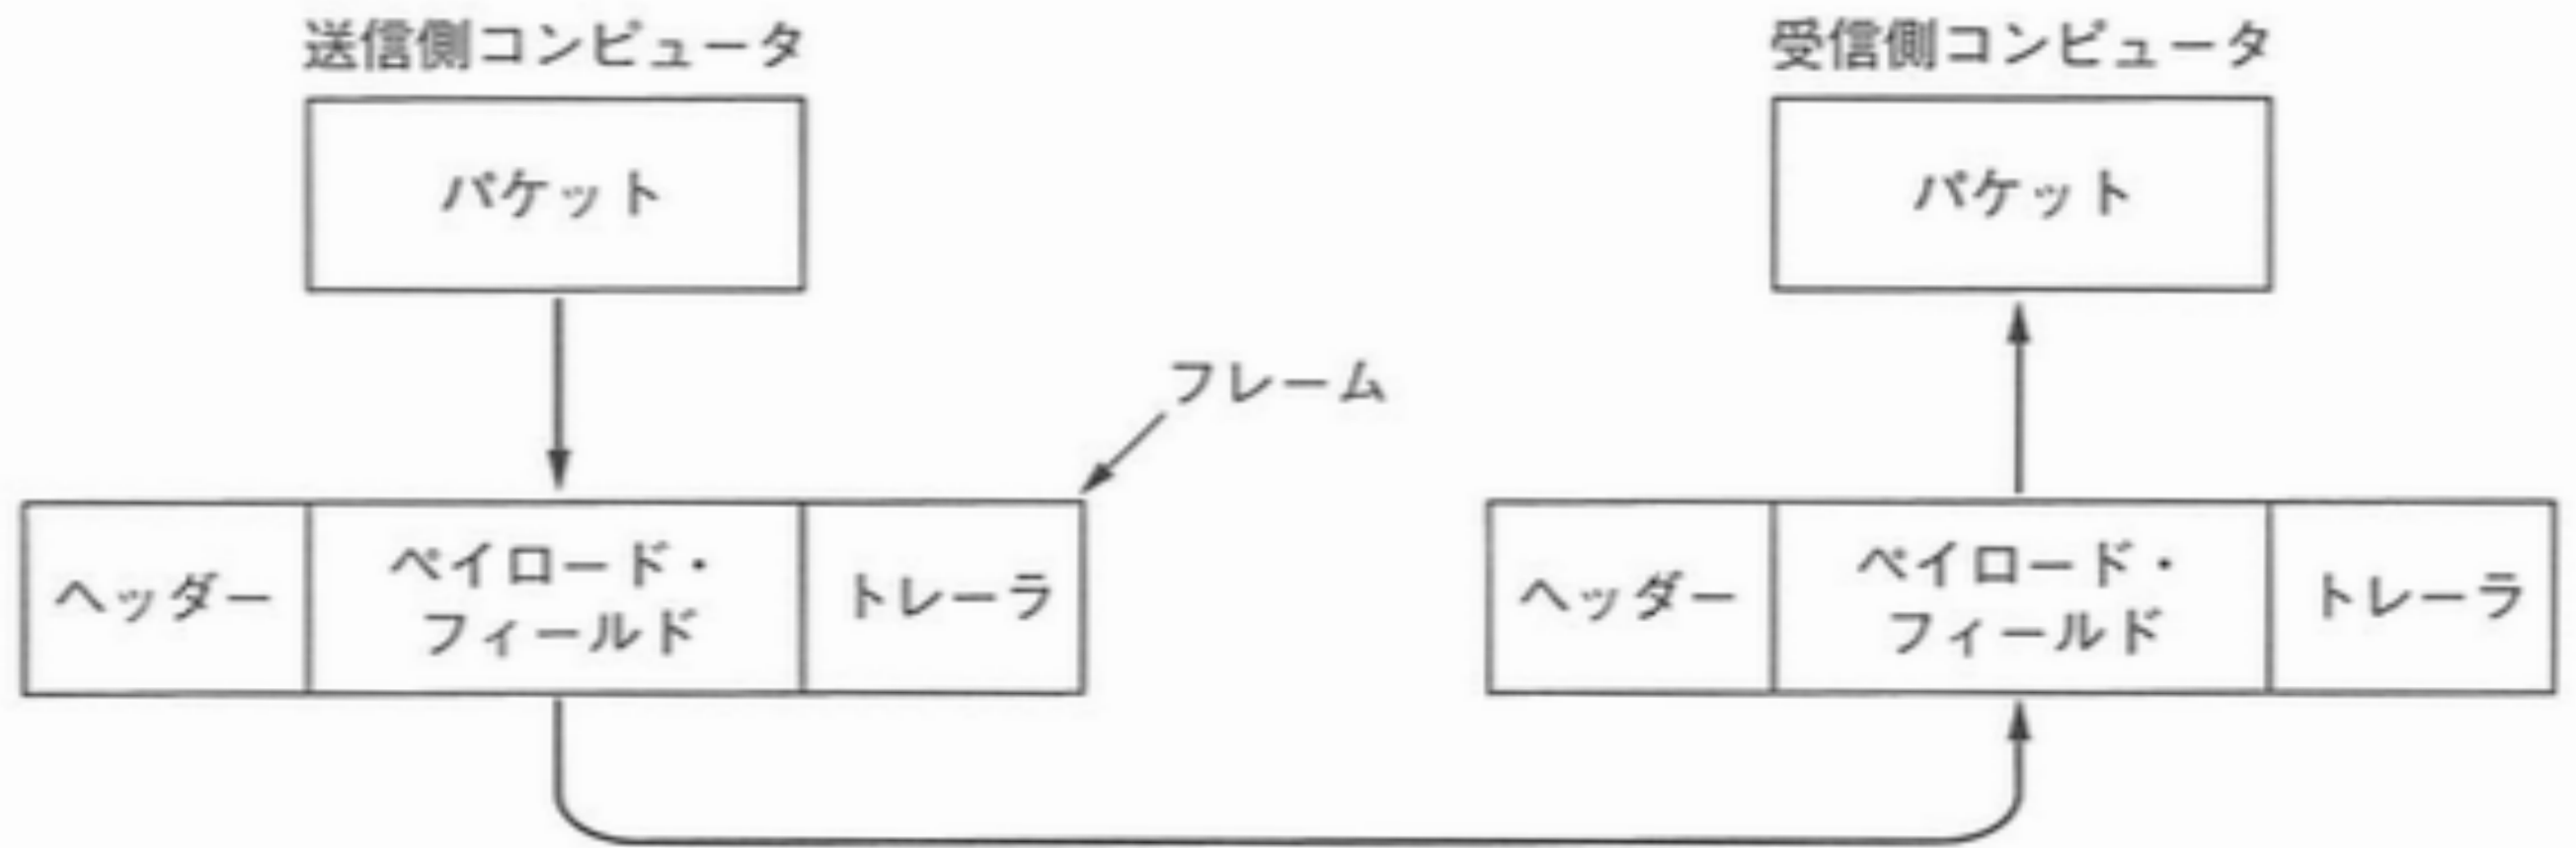 送信側コンピュータ
受信側コンピュータ
パケット
パケット
フレーム
ヘッダー
ペイロード・
フィールド
トレーラ
ヘッダー
ペイロード・
フィールド
トレーラ